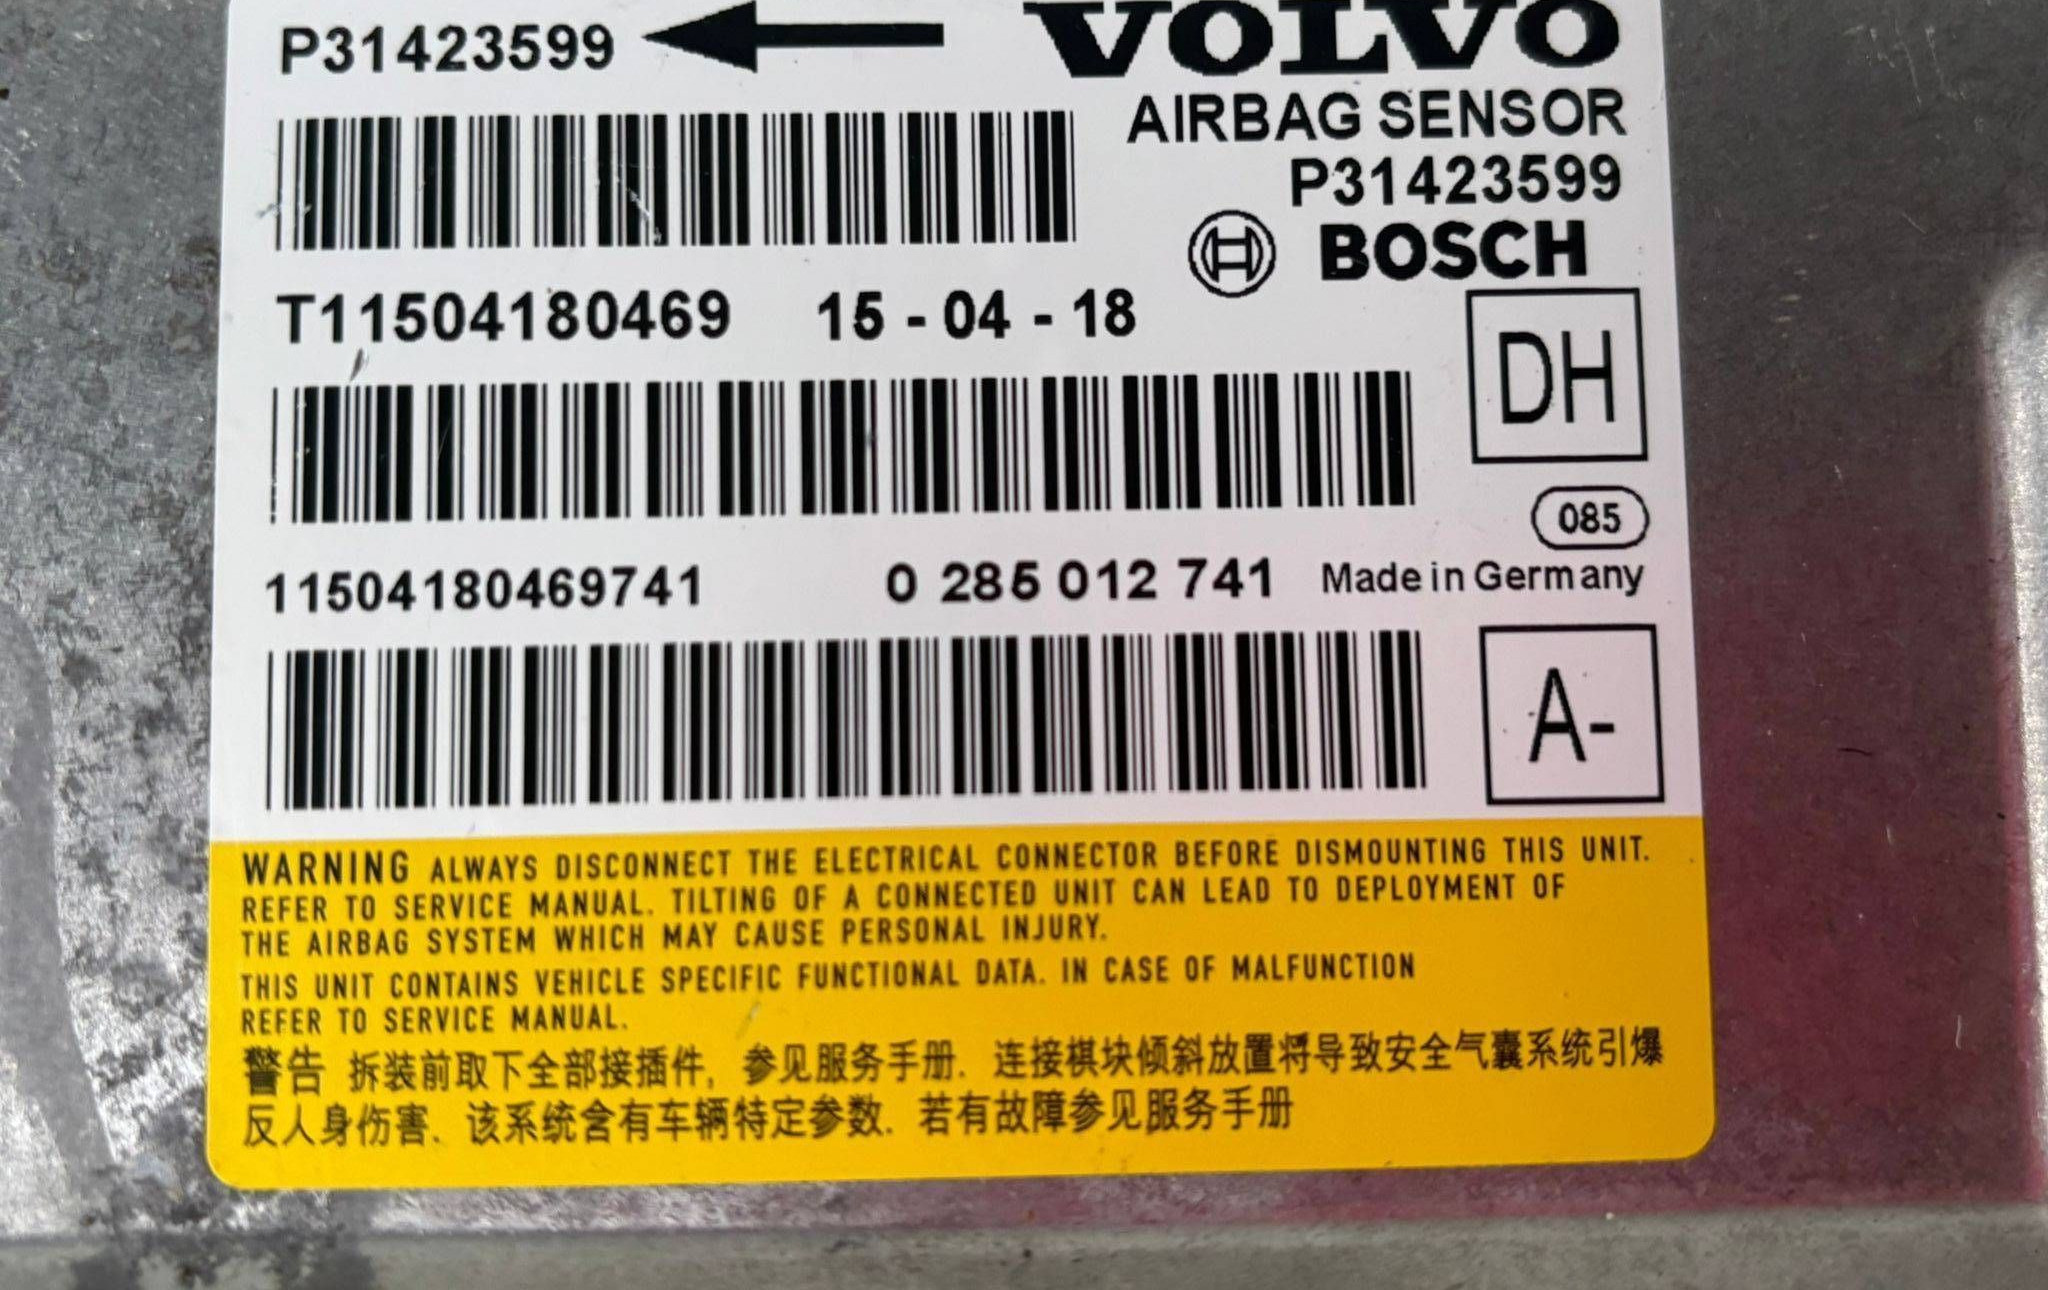 P31423599 VOLVO
AIRBAG SENSOR
P31423599
BOSCH
T11504180469 15 - 04 - 18
DH
085
11504180469741 0 285 012 741 Made in Germany
A-
WARNING ALWAYS DISCONNECT THE ELECTRICAL CONNECTOR BEFORE DISMOUNTING THIS UNIT.
REFER TO SERVICE MANUAL. TILTING OF A CONNECTED UNIT CAN LEAD TO DEPLOYMENT OF
THE AIRBAG SYSTEM WHICH MAY CAUSE PERSONAL INJURY.
THIS UNIT CONTAINS VEHICLE SPECIFIC FUNCTIONAL DATA. IN CASE OF MALFUNCTION
REFER TO SERVICE MANUAL.
警告 拆装前取下全部接插件, 参见服务手册. 连接棋块倾斜放置将导致安全气囊系统引爆
反人身伤害. 该系统含有车辆特定参数. 若有故障参见服务手册